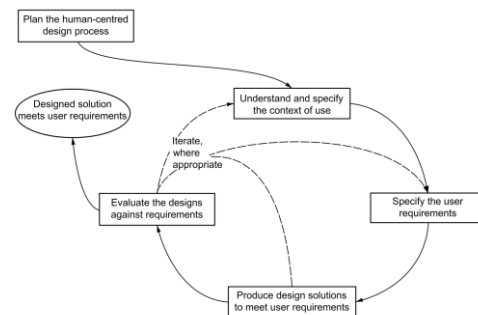 Plan the human-centred
design process
Designed solution
meets user requirements
Understand and specify
the context of use
Iterate,
where
appropriate
Evaluate the designs
against requirements
Specify the user
requirements
Produce design solutions
to meet user requirements